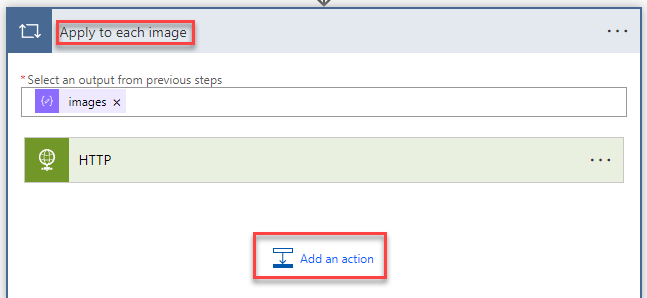 Apply to each image
*Select an output from previous steps
images ×
HTTP
Add an action